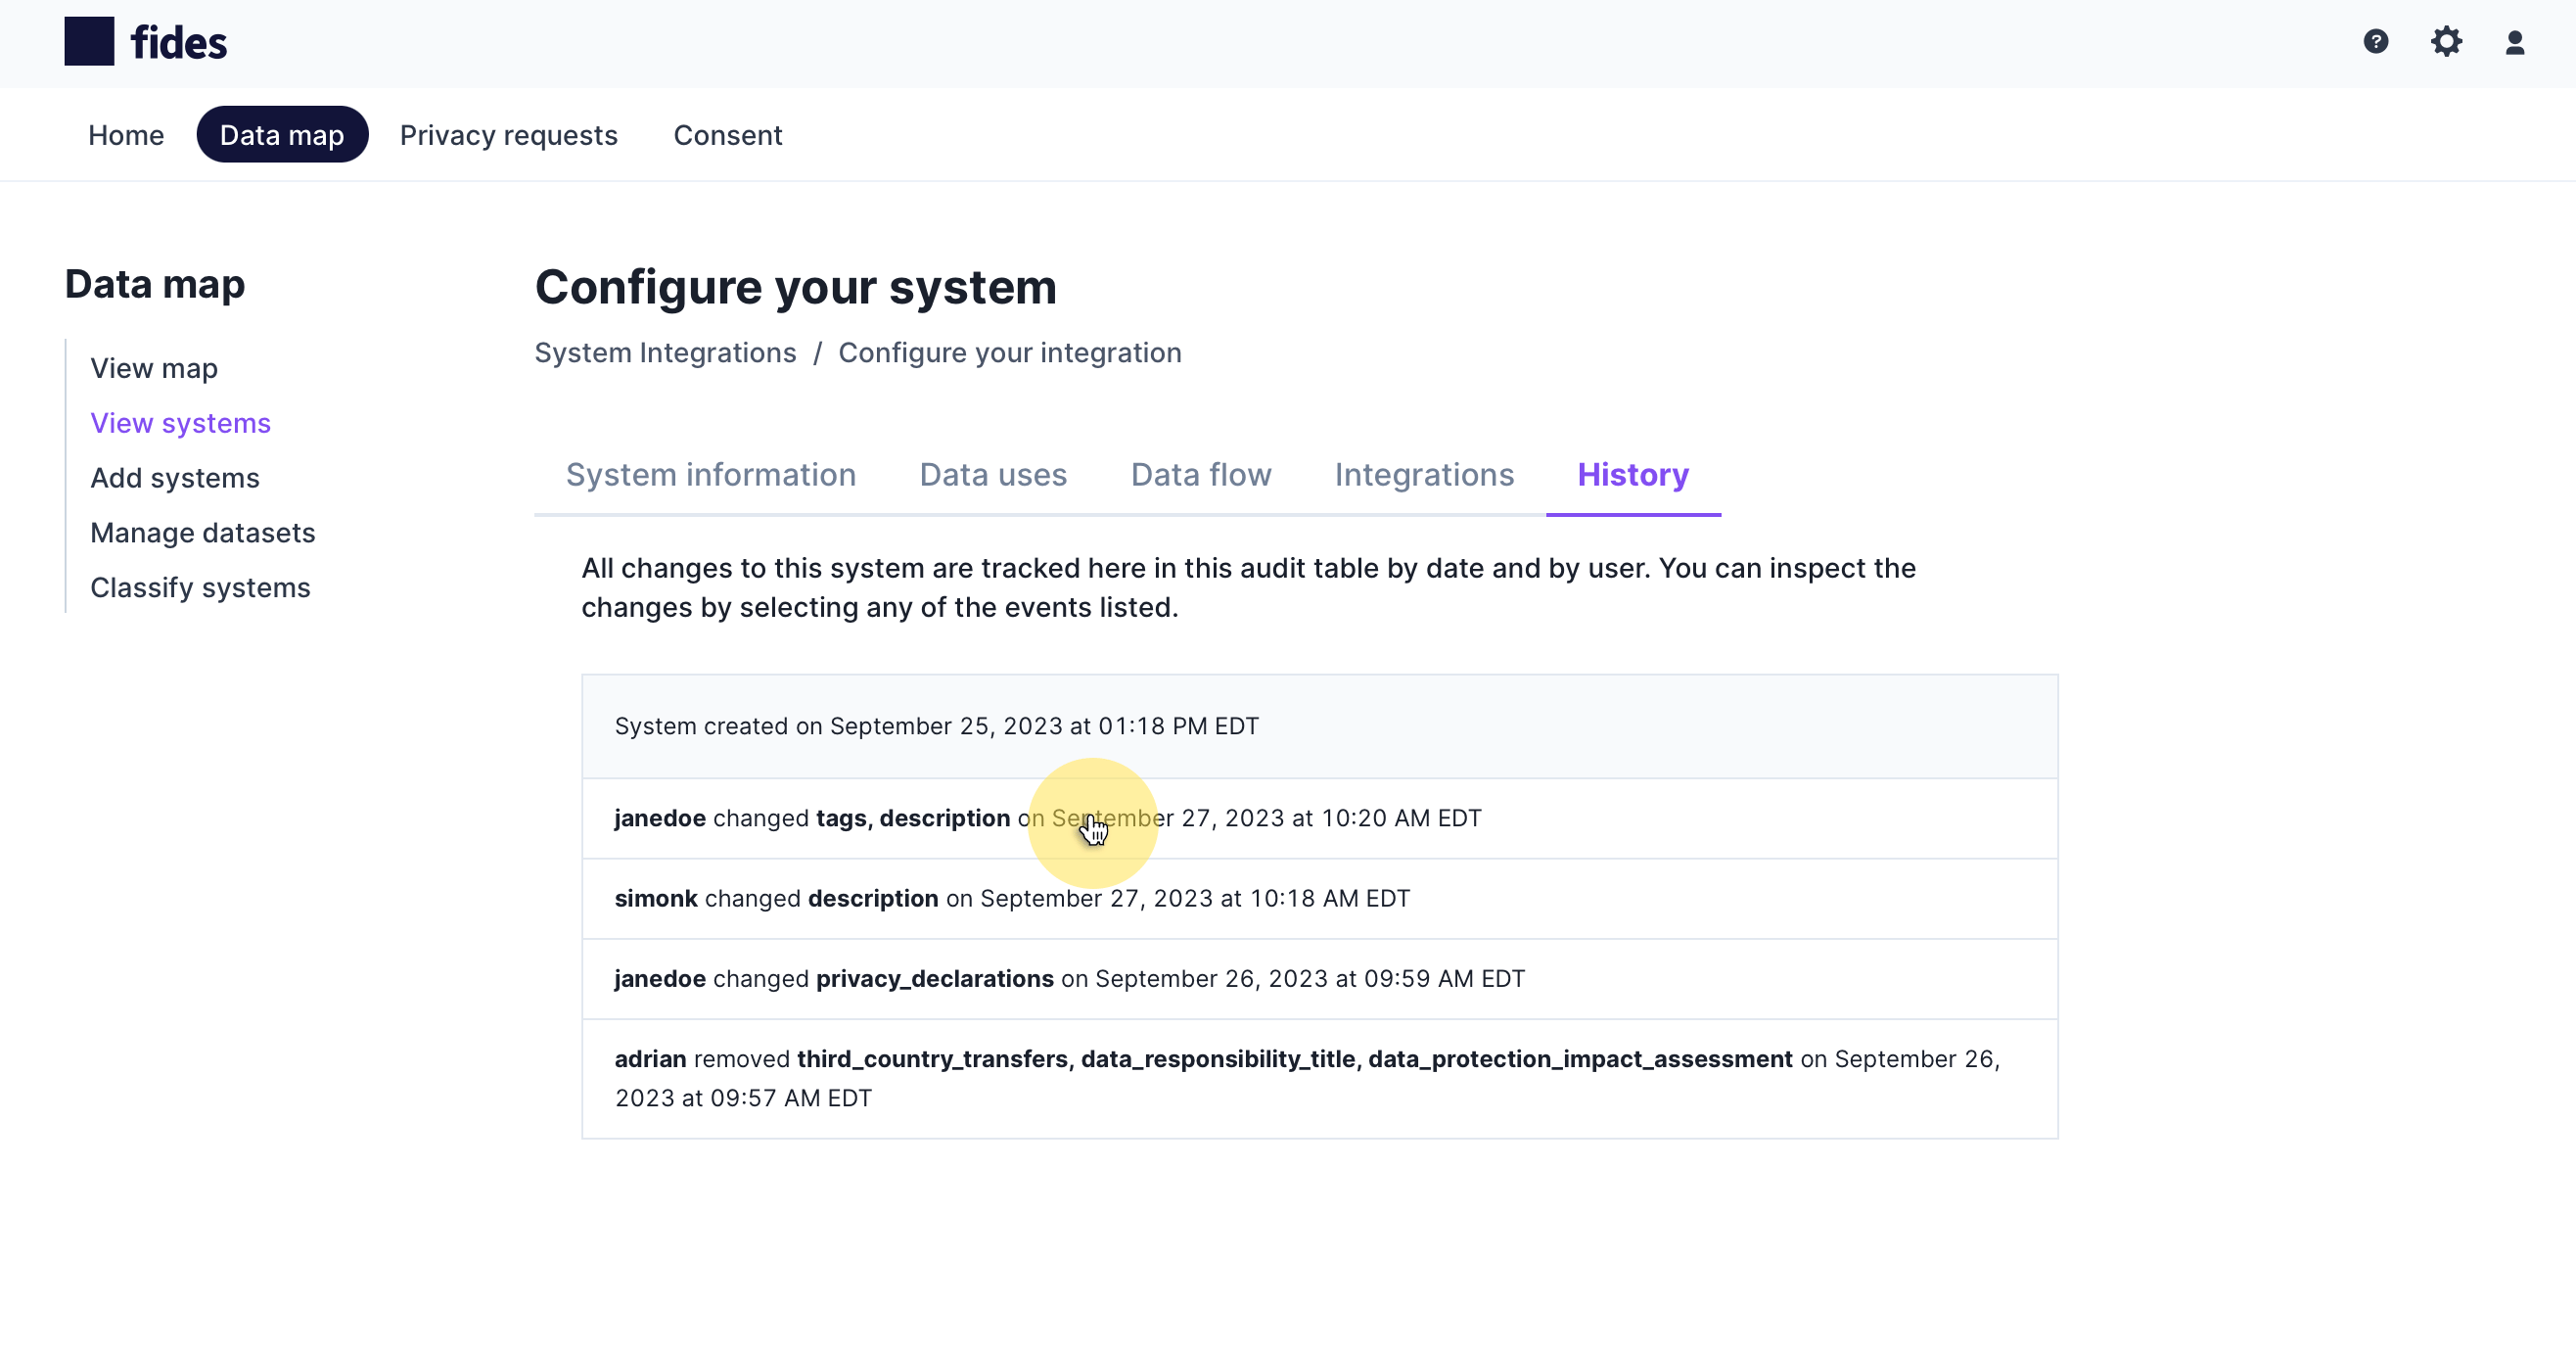 fides
Home Data map Privacy requests Consent
Data map
View map
View systems
Add systems
Manage datasets
Classify systems
Configure your system
System Integrations / Configure your integration
System information Data uses Data flow Integrations History
All changes to this system are tracked here in this audit table by date and by user. You can inspect the
changes by selecting any of the events listed.
System created on September 25, 2023 at 01:18 PM EDT
janedoe changed tags, description on September 27, 2023 at 10:20 AM EDT
simonk changed description on September 27, 2023 at 10:18 AM EDT
janedoe changed privacy_declarations on September 26, 2023 at 09:59 AM EDT
adrian removed third_country_transfers, data_responsibility_title, data_protection_impact_assessment on September 26,
2023 at 09:57 AM EDT